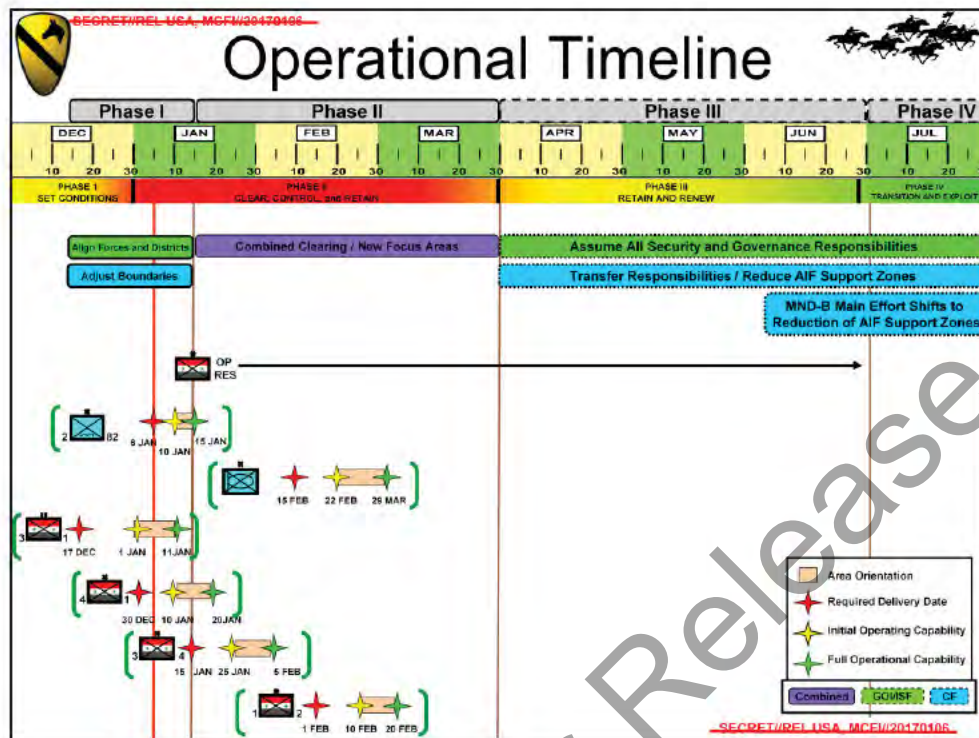 SECRET//REL USA, MCFI//20170106
Operational Timeline
Phase I
Phase II
Phase III
Phase IV
DEC
JAN
FEB
MAR
APR
MAY
JUN
JUL
10 20 30 10 20 30 10 20 30 10 20 30 10 20 30 10 20 30 10 20 30 10 20
PHASE 1
SET CONDITIONS
PHASE II
CLEAR, CONTROL, and RETAIN
PHASE III
RETAIN AND RENEW
PHASE IV
TRANSITION AND EXPLOIT
Align Forces and Districts
Combined Clearing / New Focus Areas
Assume All Security and Governance Responsibilities
Adjust Boundaries
Transfer Responsibilities / Reduce AIF Support Zones
MND-B Main Effort Shifts to
Reduction of AIF Support Zones
OP
RES
2 82
6 JAN
10 JAN
15 JAN
15 FEB
22 FEB
29 MAR
3 1
17 DEC
1 JAN
11JAN
4 1
30 DEC
10 JAN
20JAN
3 4
15 JAN
25 JAN
5 FEB
1 2
1 FEB
10 FEB
20 FEB
Area Orientation
Required Delivery Date
Initial Operating Capability
Full Operational Capability
Combined
GOI/ISF
CF
SECRET//REL USA, MCFI//20170106
Release